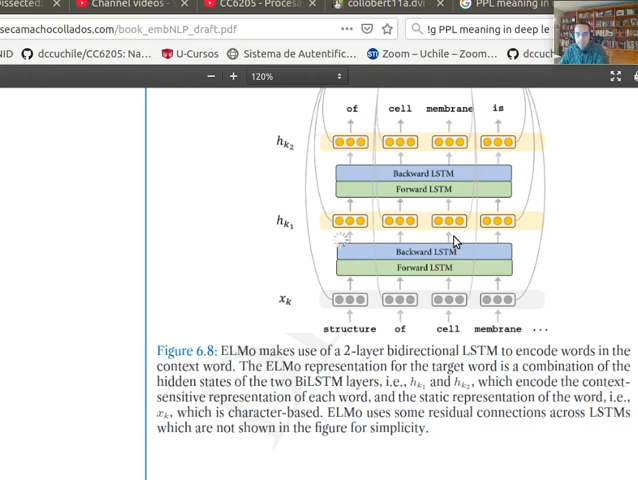 issected: Channel videos CC6205 - Proces collobert11a.dvi PPL meaning in
secamachocollados.com/book_embNLP_draft.pdf !g PPL meaning in deep le
NID dccuchile/CC6205: Na... U-Cursos Sistema de Autentific... STI Zoom – Uchile – Zoom dccuc
120%
of cell membrane is
hk2
Backward LSTM
Forward LSTM
hk1
Backward LSTM
Forward LSTM
xk
structure of cell membrane ...
Figure 6.8: ELMo makes use of a 2-layer bidirectional LSTM to encode words in the
context word. The ELMo representation for the target word is a combination of the
hidden states of the two BiLSTM layers, i.e., hk1 and hk2, which encode the context-
sensitive representation of each word, and the static representation of the word, i.e.,
xk, which is character-based. ELMo uses some residual connections across LSTMs
which are not shown in the figure for simplicity.